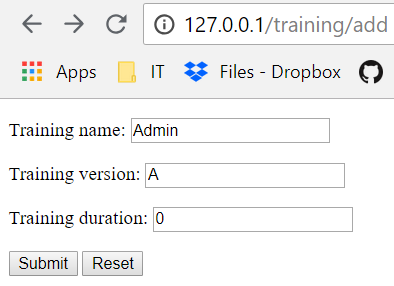 127.0.0.1/training/add
Apps IT Files - Dropbox
Training name: Admin
Training version: A
Training duration: 0
Submit Reset